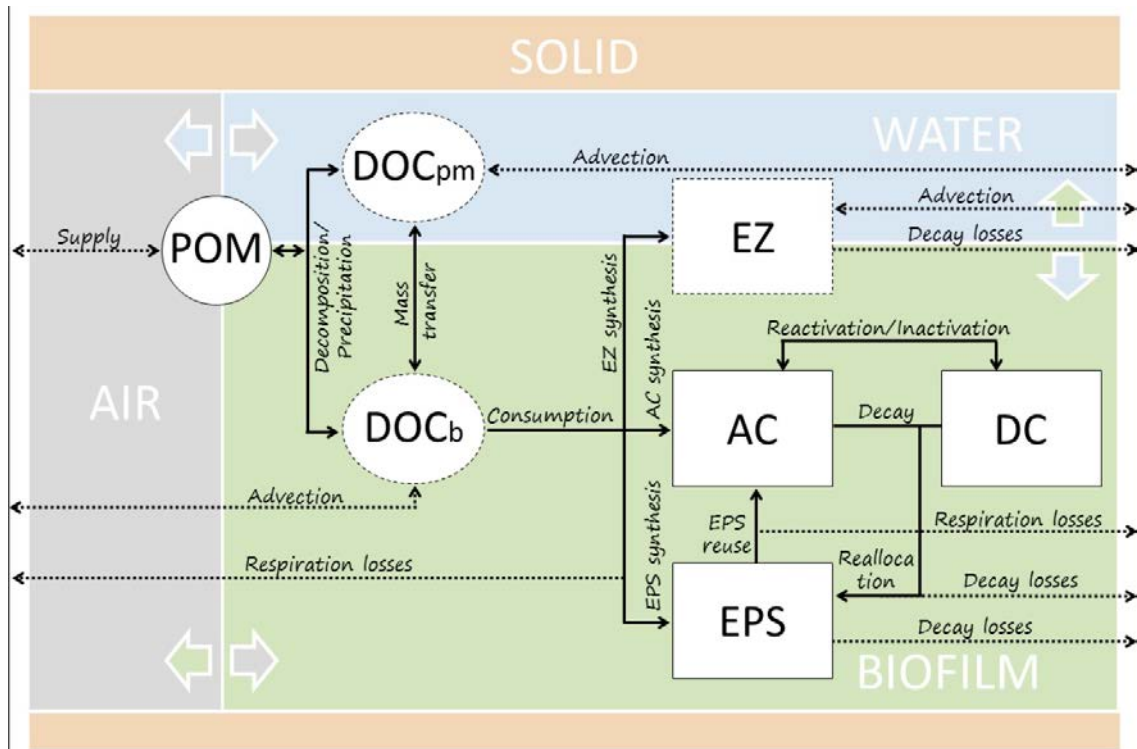 SOLID
WATER
DOCpm
Advection
Advection
Supply
POM
EZ
Decay losses
Decomposition/
Precipitation
Mass
transfer
EZ synthesis
AC synthesis
Reactivation/Inactivation
AIR
DOCb
Consumption
AC
Decay
DC
Advection
EPS synthesis
EPS
reuse
Respiration losses
Respiration losses
Realloca
tion
Decay losses
EPS
Decay losses
BIOFILM